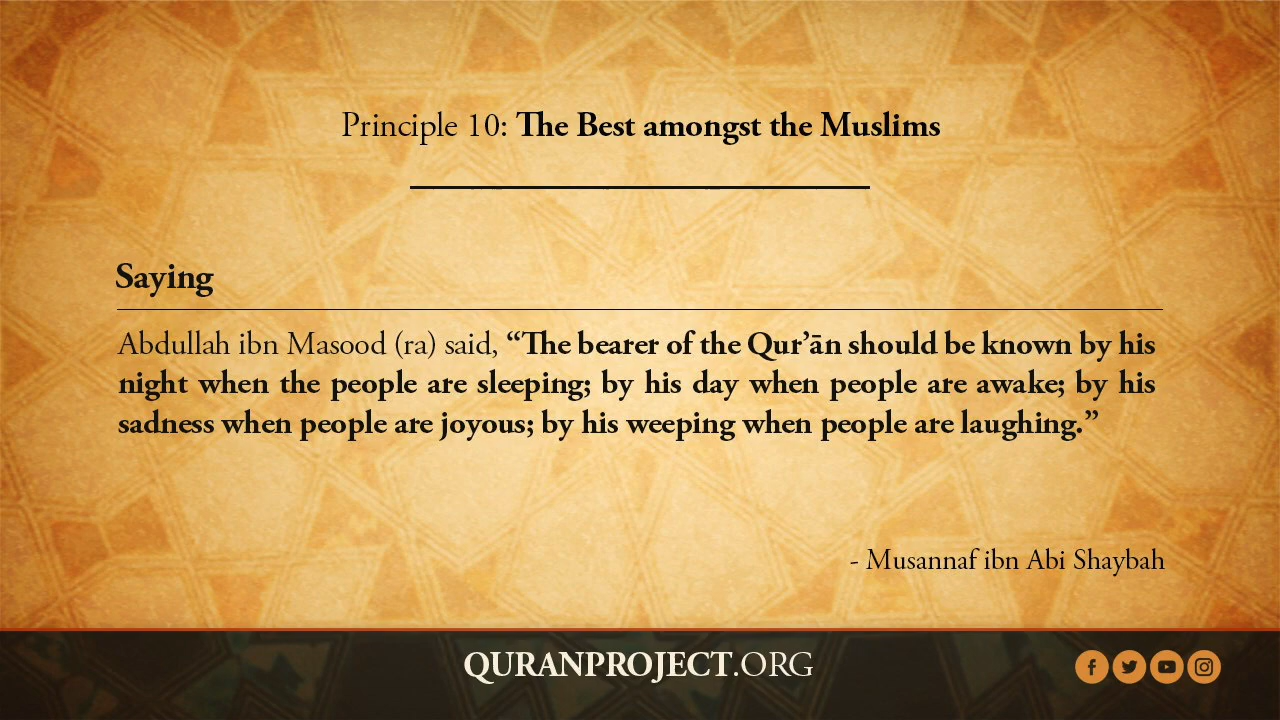 Principle 10: The Best amongst the Muslims
Saying
Abdullah ibn Masood (ra) said, “The bearer of the Qur’ān should be known by his
night when the people are sleeping; by his day when people are awake; by his
sadness when people are joyous; by his weeping when people are laughing.”
- Musannaf ibn Abi Shaybah
QURANPROJECT.ORG